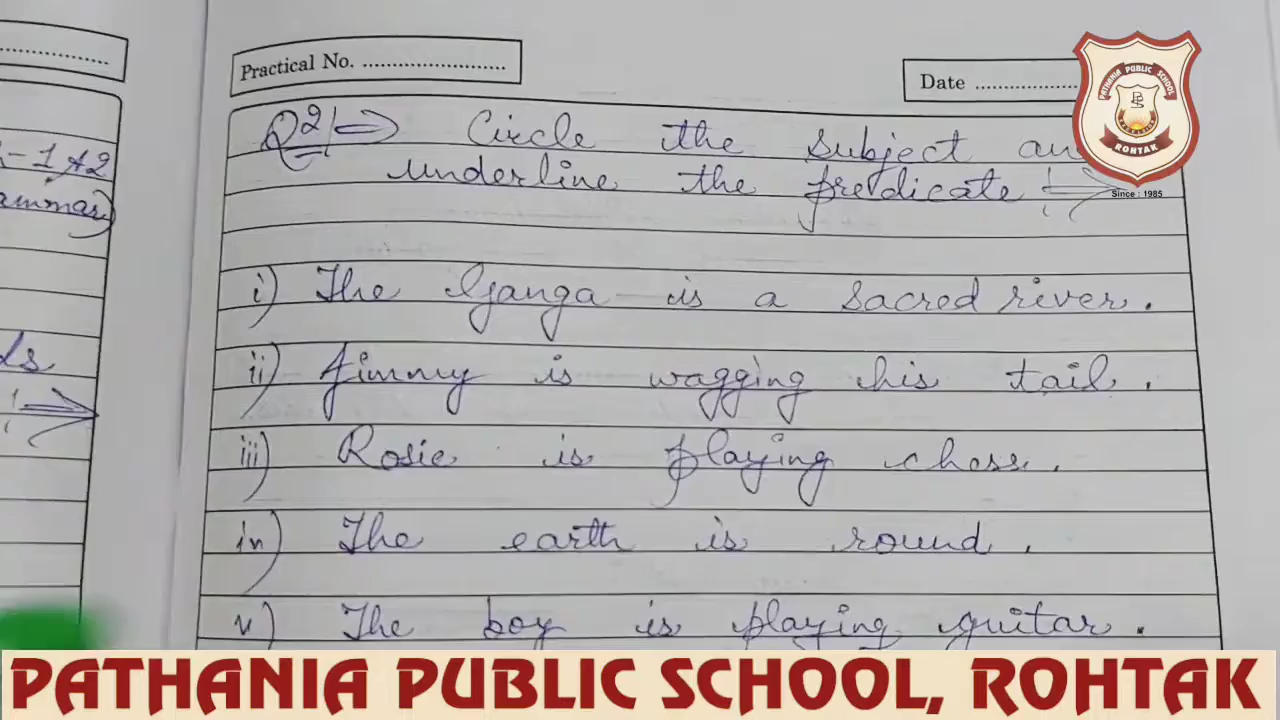 Practical No.
Date
PATHANIA PUBLIC SCHOOL
ROHTAK
Since : 1985
Q2 Circle the subject an
underline the predicate
i) The Ganga is a sacred river.
ii) Jimmy is wagging his tail.
iii) Rosie is playing chess.
iv) The earth is round.
v) The boy is playing guitar.
PATHANIA PUBLIC SCHOOL, ROHTAK